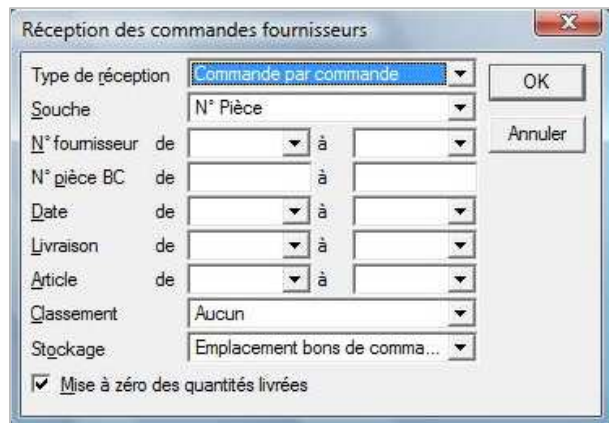 Réception des commandes fournisseurs
Type de réception Commande par commande OK
Souche N° Pièce
N° fournisseur de à Annuler
N° pièce BC de à
Date de à
Livraison de à
Article de à
Classement Aucun
Stockage Emplacement bons de comma...
Mise à zéro des quantités livrées